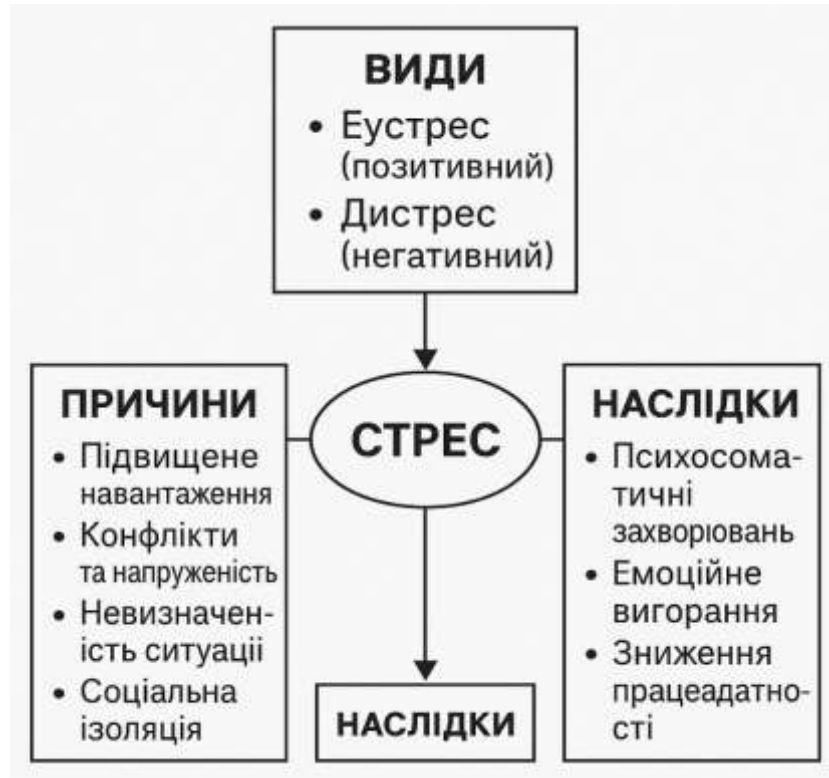 ВИДИ
• Еустрес
(позитивний)
• Дистрес
(негативний)
СТРЕС
ПРИЧИНИ
• Підвищене
навантаження
• Конфлікти
та напруженість
• Невизначен-
ість ситуації
• Соціальна
ізоляція
НАСЛІДКИ
НАСЛІДКИ
• Психосома-
тичні
захворювань
• Емоційне
вигорання
• Зниження
працеадатно-
сті